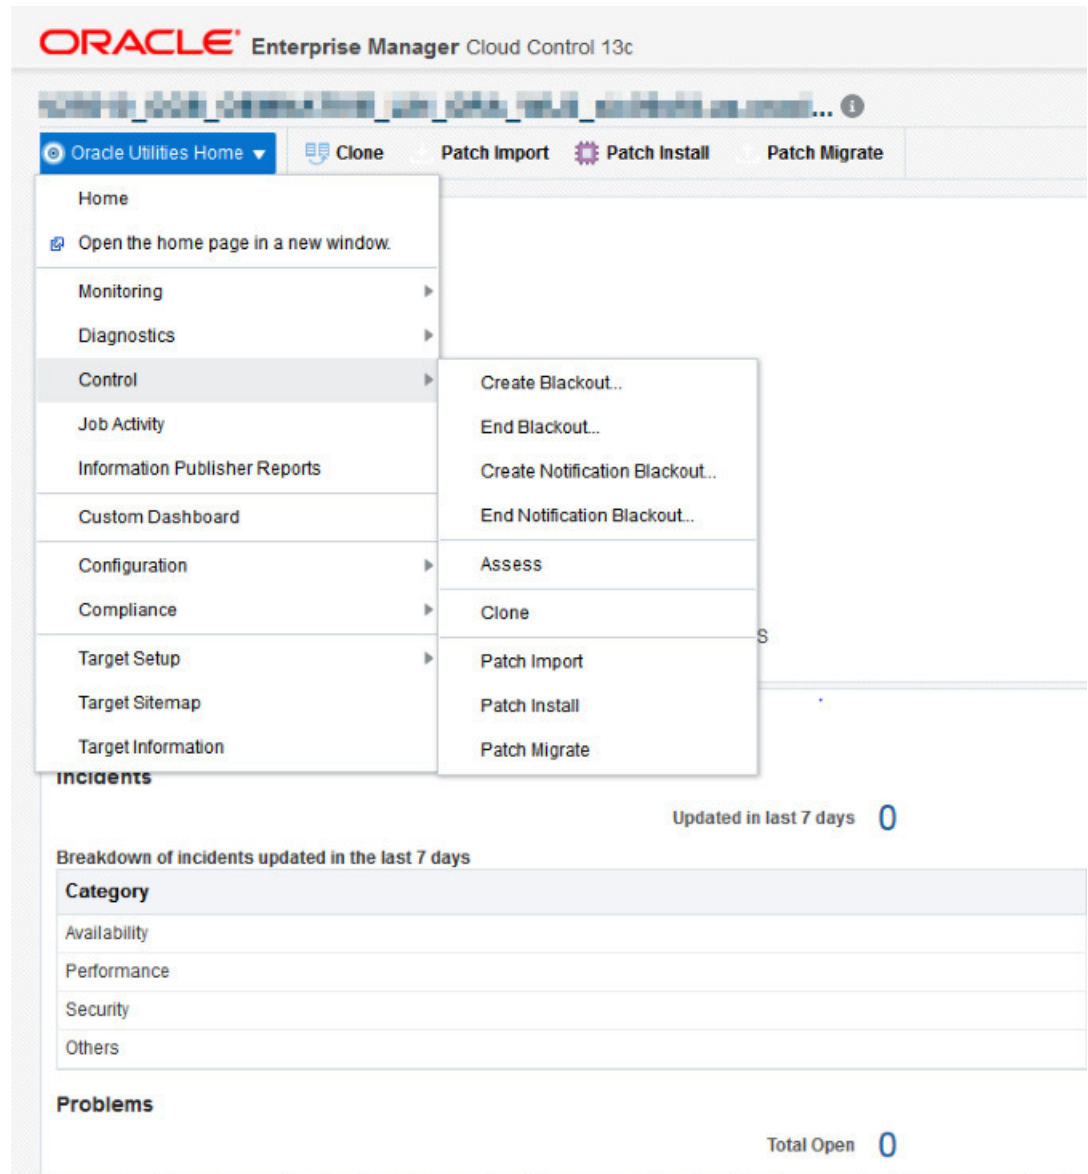 ORACLE Enterprise Manager Cloud Control 13c
...
Oracle Utilities Home Clone Patch Import Patch Install Patch Migrate
Home
Open the home page in a new window.
Monitoring
Diagnostics
Control
Job Activity
Information Publisher Reports
Custom Dashboard
Configuration
Compliance
Target Setup
Target Sitemap
Target Information
Create Blackout...
End Blackout...
Create Notification Blackout...
End Notification Blackout...
Assess
Clone
Patch Import
Patch Install
Patch Migrate
s
Incidents
Updated in last 7 days 0
Breakdown of incidents updated in the last 7 days
Category
Availability
Performance
Security
Others
Problems
Total Open 0